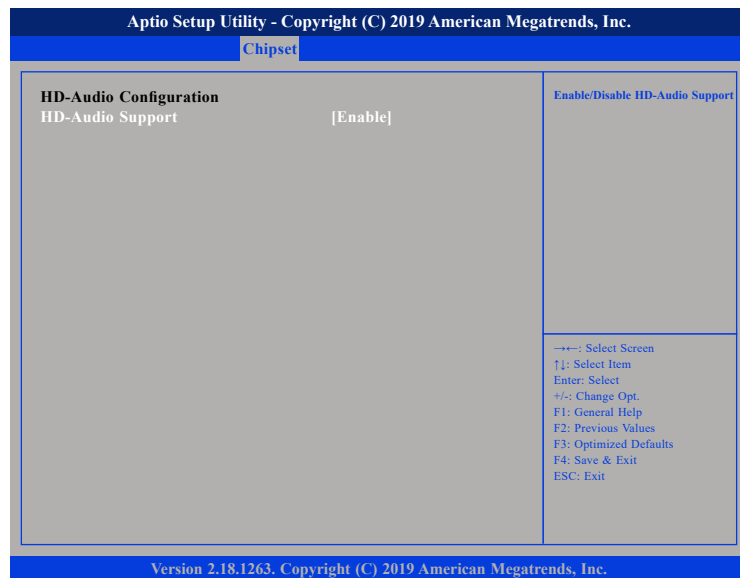 Aptio Setup Utility - Copyright (C) 2019 American Megatrends, Inc.
Chipset
HD-Audio Configuration
HD-Audio Support [Enable]
Enable/Disable HD-Audio Support
→←: Select Screen
↑↓: Select Item
Enter: Select
+/-: Change Opt.
F1: General Help
F2: Previous Values
F3: Optimized Defaults
F4: Save & Exit
ESC: Exit
Version 2.18.1263. Copyright (C) 2019 American Megatrends, Inc.